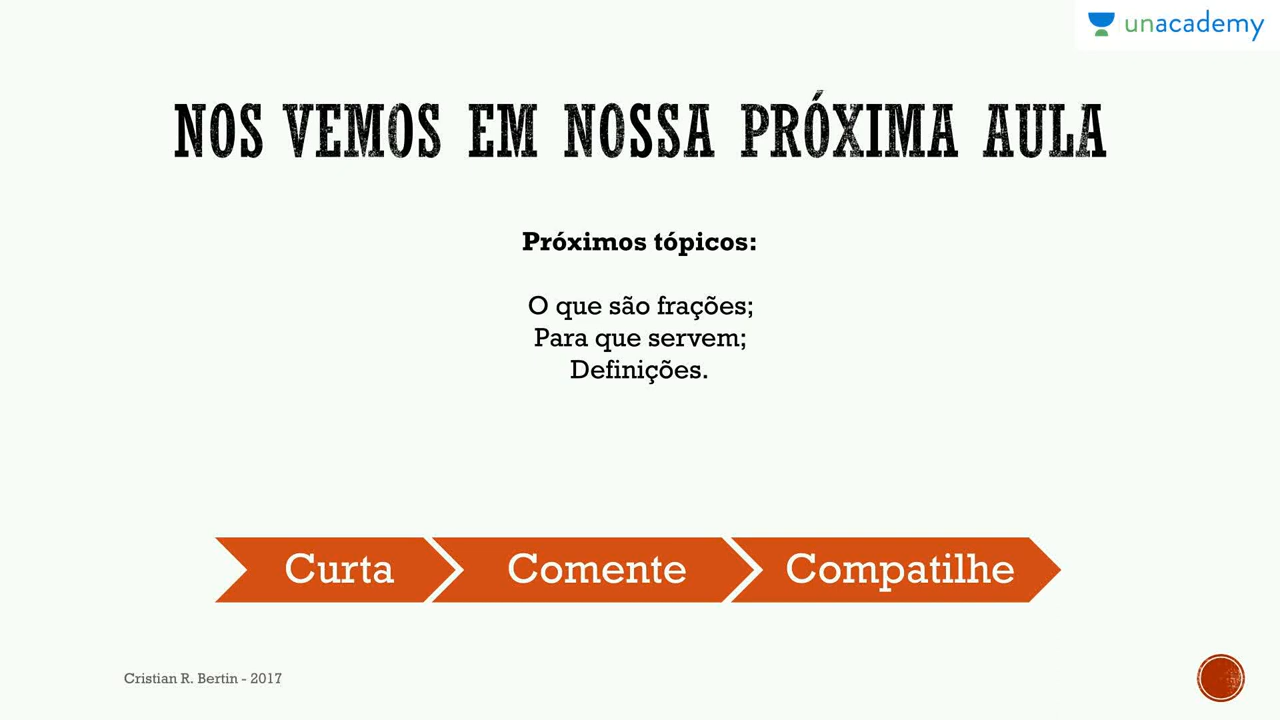 unacademy
NOS VEMOS EM NOSSA PRÓXIMA AULA
Próximos tópicos:
O que são frações;
Para que servem;
Definições.
Curta Comente Compatilhe
Cristian R. Bertin - 2017